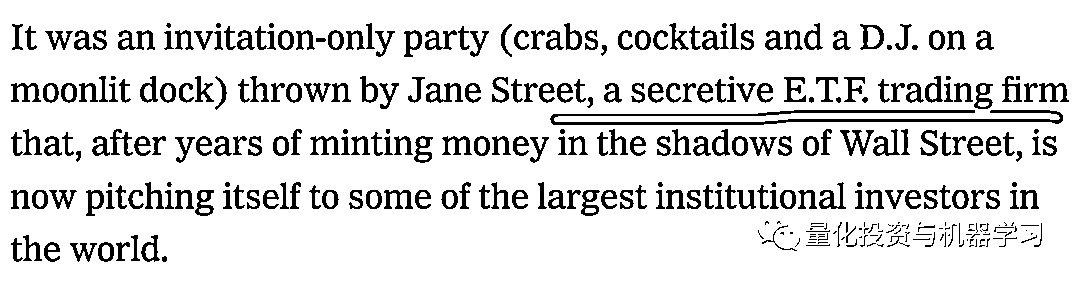 It was an invitation-only party (crabs, cocktails and a D.J. on a
moonlit dock) thrown by Jane Street, a secretive E.T.F. trading firm
that, after years of minting money in the shadows of Wall Street, is
now pitching itself to some of the largest institutional investors in
the world.
量化投资与机器学习